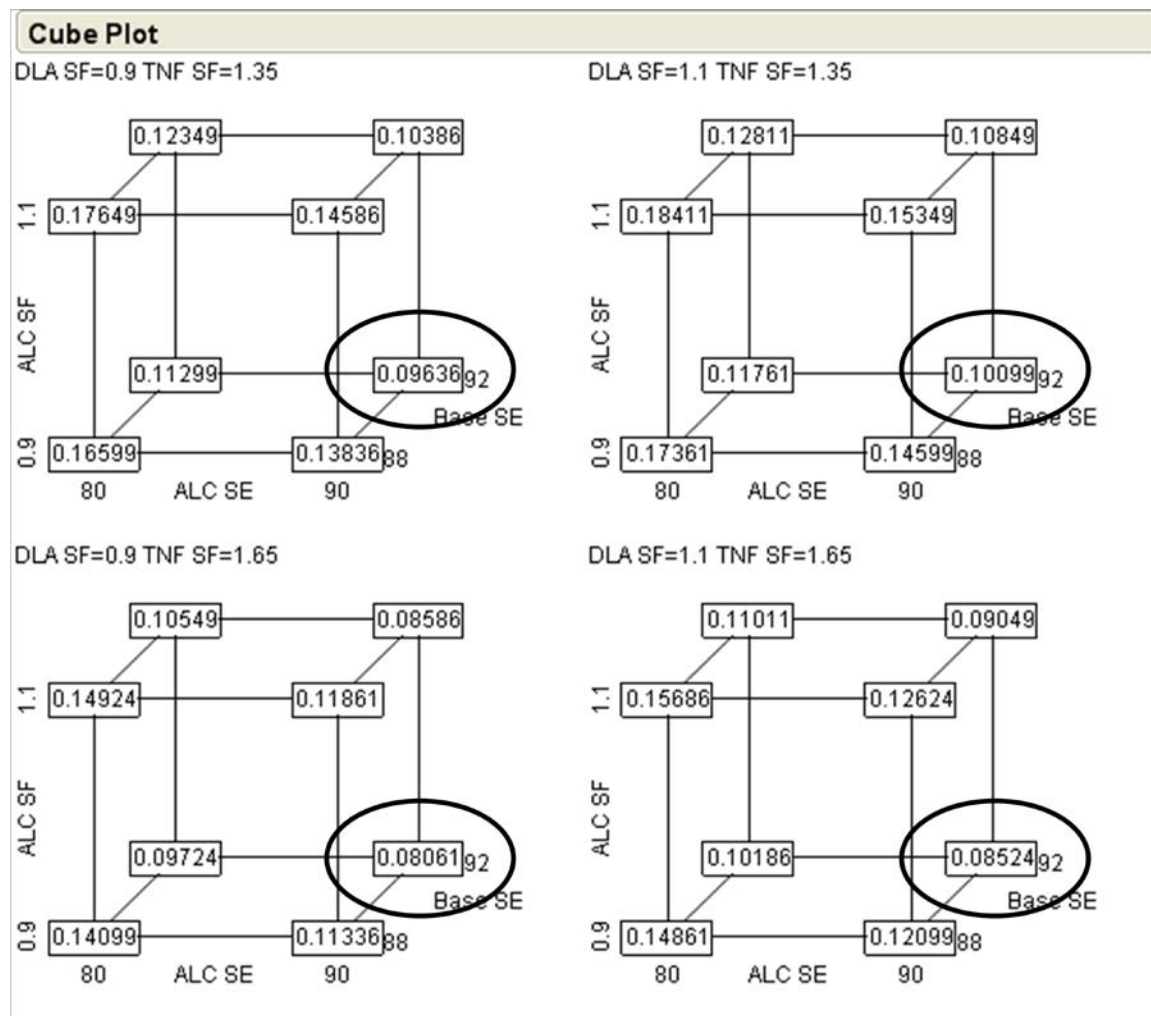 Cube Plot
DLA SF=0.9 TNF SF=1.35
0.12349 0.10386
1.1 0.17649 0.14586
ALC SF
0.11299 0.09636 92
Base SE
0.9 0.16599 0.13836 88
80 ALC SE 90
DLA SF=1.1 TNF SF=1.35
0.12811 0.10849
1.1 0.18411 0.15349
ALC SF
0.11761 0.10099 92
Base SE
0.9 0.17361 0.14599 88
80 ALC SE 90
DLA SF=0.9 TNF SF=1.65
0.10549 0.08586
1.1 0.14924 0.11861
ALC SF
0.09724 0.08061 92
Base SE
0.9 0.14099 0.11336 88
80 ALC SE 90
DLA SF=1.1 TNF SF=1.65
0.11011 0.09049
1.1 0.15686 0.12624
ALC SF
0.10186 0.08524 92
Base SE
0.9 0.14861 0.12099 88
80 ALC SE 90